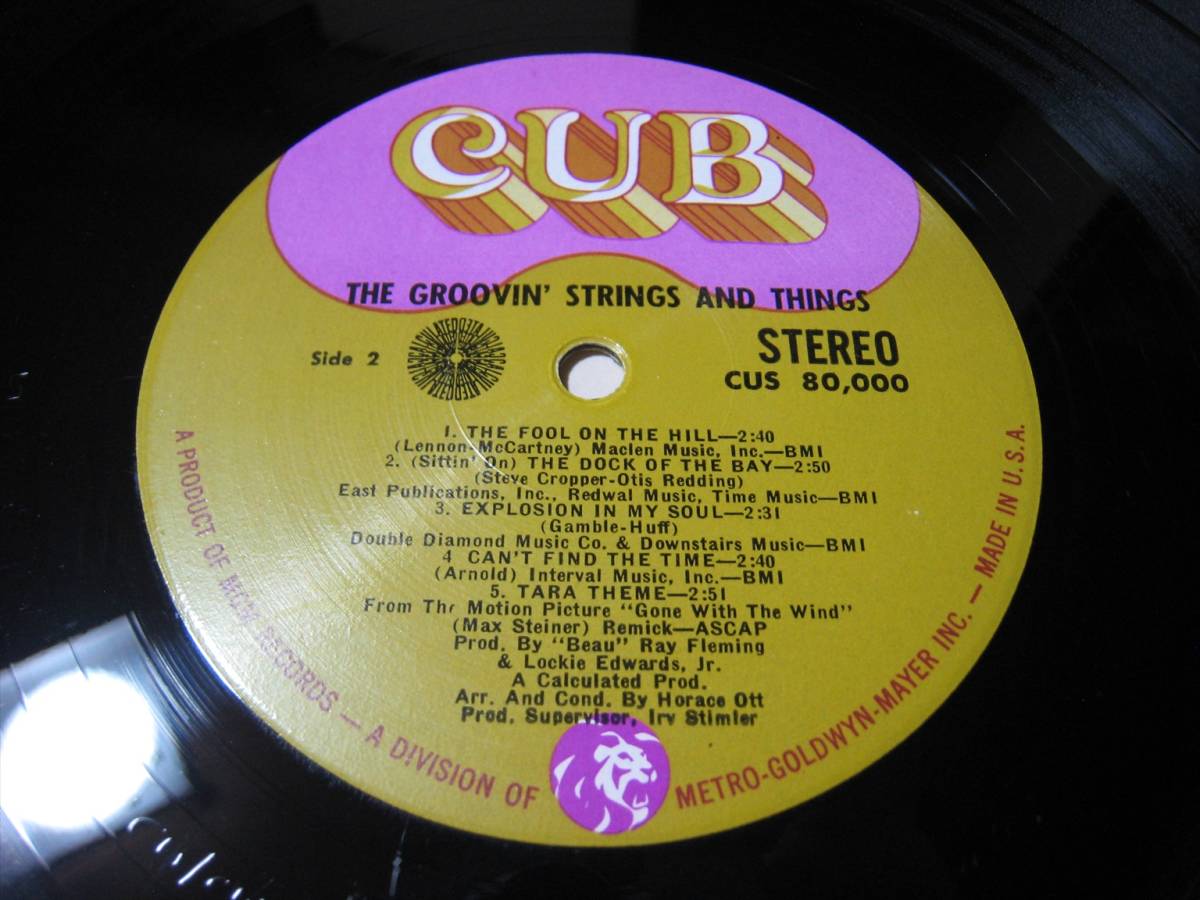 CUB
THE GROOVIN' STRINGS AND THINGS
Side 2
STEREO
CUS 80,000
1. THE FOOL ON THE HILL—2:40
(Lennon-McCartney) Maclen Music, Inc.—BMI
2. (Sittin' On) THE DOCK OF THE BAY—2:50
(Steve Cropper-Otis Redding)
East Publications, Inc., Redwal Music, Time Music—BMI
3. EXPLOSION IN MY SOUL—2:31
(Gamble-Huff)
Double Diamond Music Co. & Downstairs Music—BMI
4 CAN'T FIND THE TIME—2:40
(Arnold) Interval Music, Inc.—BMI
5. TARA THEME—2:51
From The Motion Picture "Gone With The Wind"
(Max Steiner) Remick—ASCAP
Prod. By "Beau" Ray Fleming
& Lockie Edwards, Jr.
A Calculated Prod.
Arr. And Cond. By Horace Ott
Prod. Supervisor, Irv Stimler
A PRODUCT OF MGM RECORDS — A DIVISION OF METRO-GOLDWYN-MAYER INC. — MADE IN U.S.A.